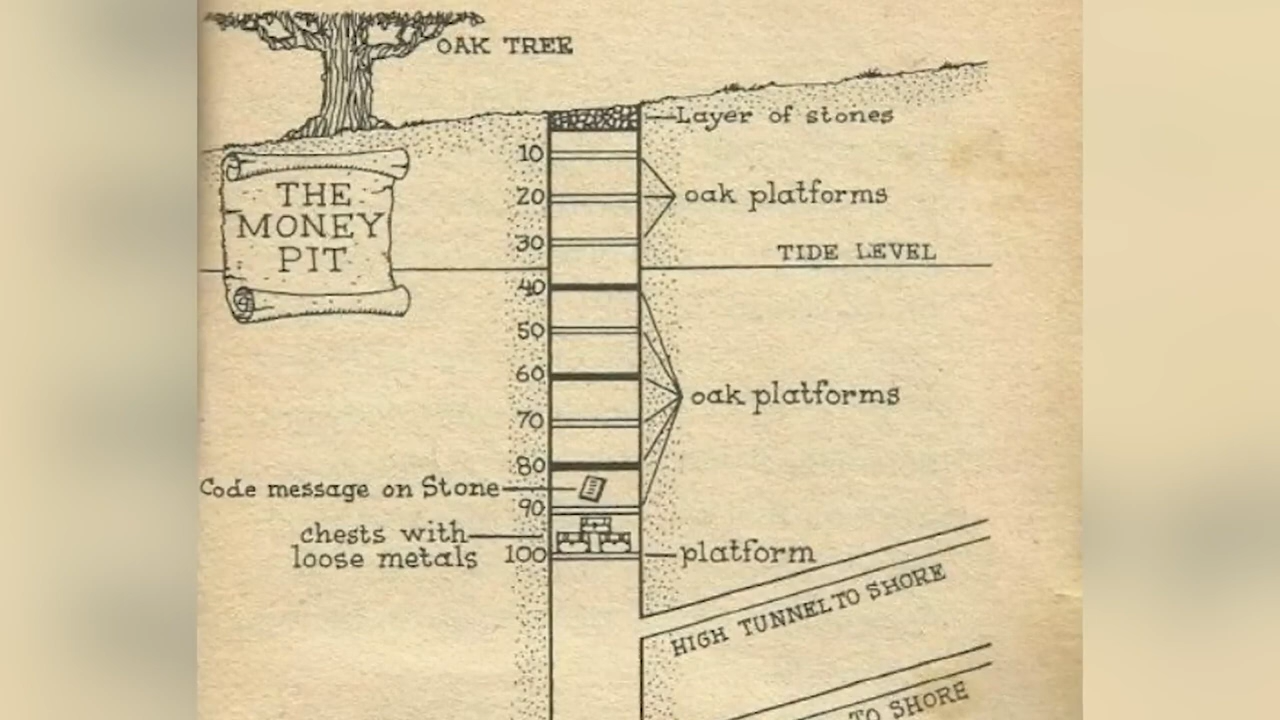 OAK TREE
Layer of stones
THE
MONEY
PIT
10
20
oak platforms
30
TIDE LEVEL
40
50
60
oak platforms
70
80
Code message on Stone
90
chests with
loose metals
100
platform
HIGH TUNNEL TO SHORE
TO SHORE